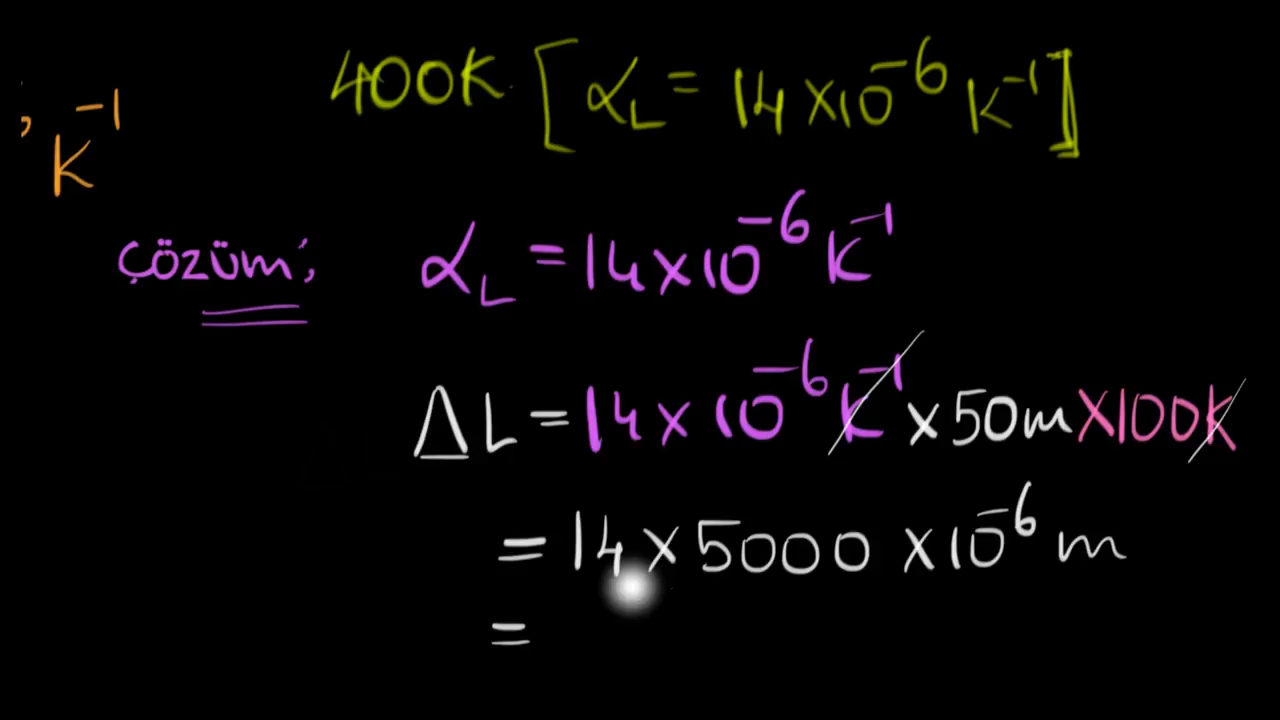 400K [αL = 14×10⁻⁶ K⁻¹]
, K⁻¹
Çözüm; αL = 14×10⁻⁶ K⁻¹
ΔL = 14×10⁻⁶ K⁻¹ ×50m×100K
= 14×5000 ×10⁻⁶ m
=